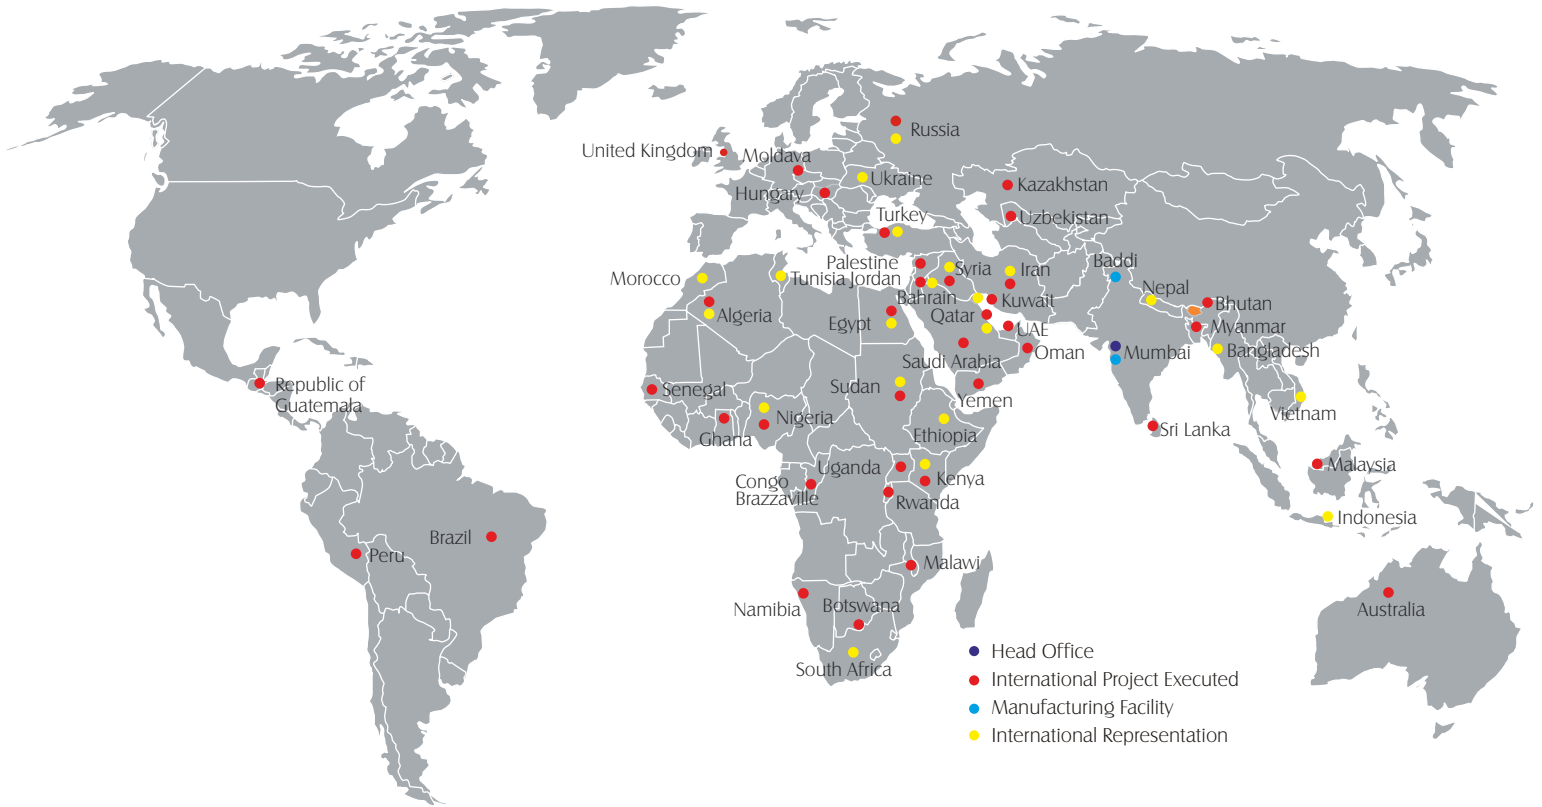 Russia
United Kingdom
Moldava
Ukraine
Kazakhstan
Hungary
Turkey
Uzbekistan
Palestine
Syria
Iran
Baddi
Morocco
Tunisia Jordan
Nepal
Bahrain
Kuwait
Bhutan
Algeria
Egypt
Qatar
UAE
Myanmar
Saudi Arabia
Oman
Mumbai
Bangladesh
Republic of
Guatemala
Senegal
Sudan
Yemen
Vietnam
Nigeria
Ghana
Ethiopia
Sri Lanka
Uganda
Kenya
Malaysia
Congo
Brazzaville
Rwanda
Indonesia
Brazil
Peru
Malawi
Namibia
Botswana
Australia
South Africa
Head Office
International Project Executed
Manufacturing Facility
International Representation